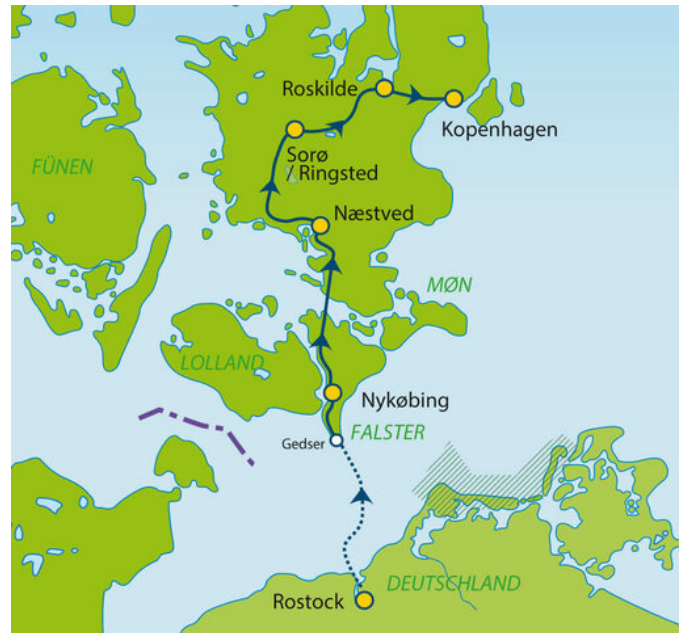 Roskilde
Kopenhagen
Sorø
/Ringsted
FÜNEN
Næstved
MØN
LOLLAND
Nykøbing
FALSTER
Gedser
DEUTSCHLAND
Rostock